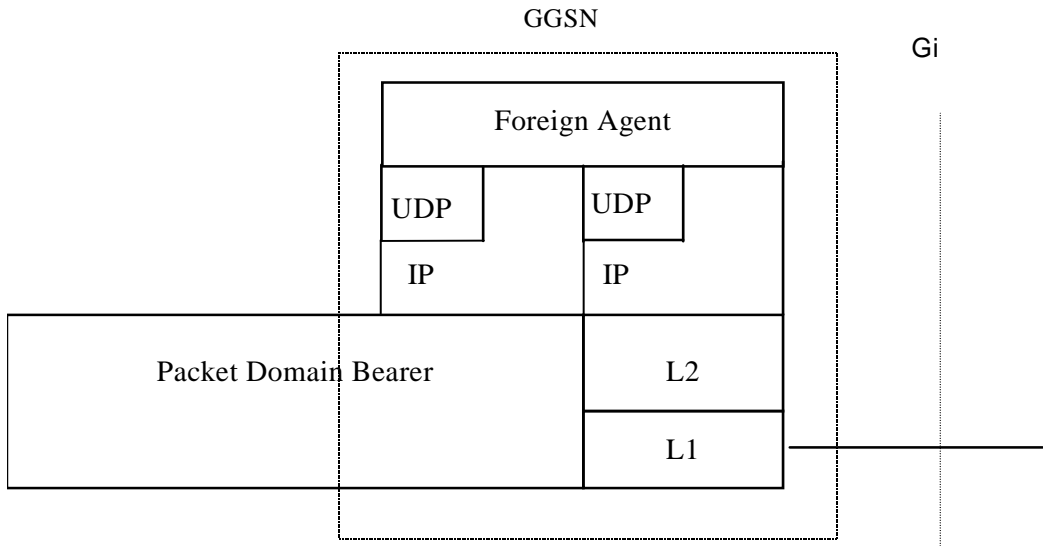 GGSN
Gi
Foreign Agent
UDP
UDP
IP
IP
Packet Domain Bearer
L2
L1